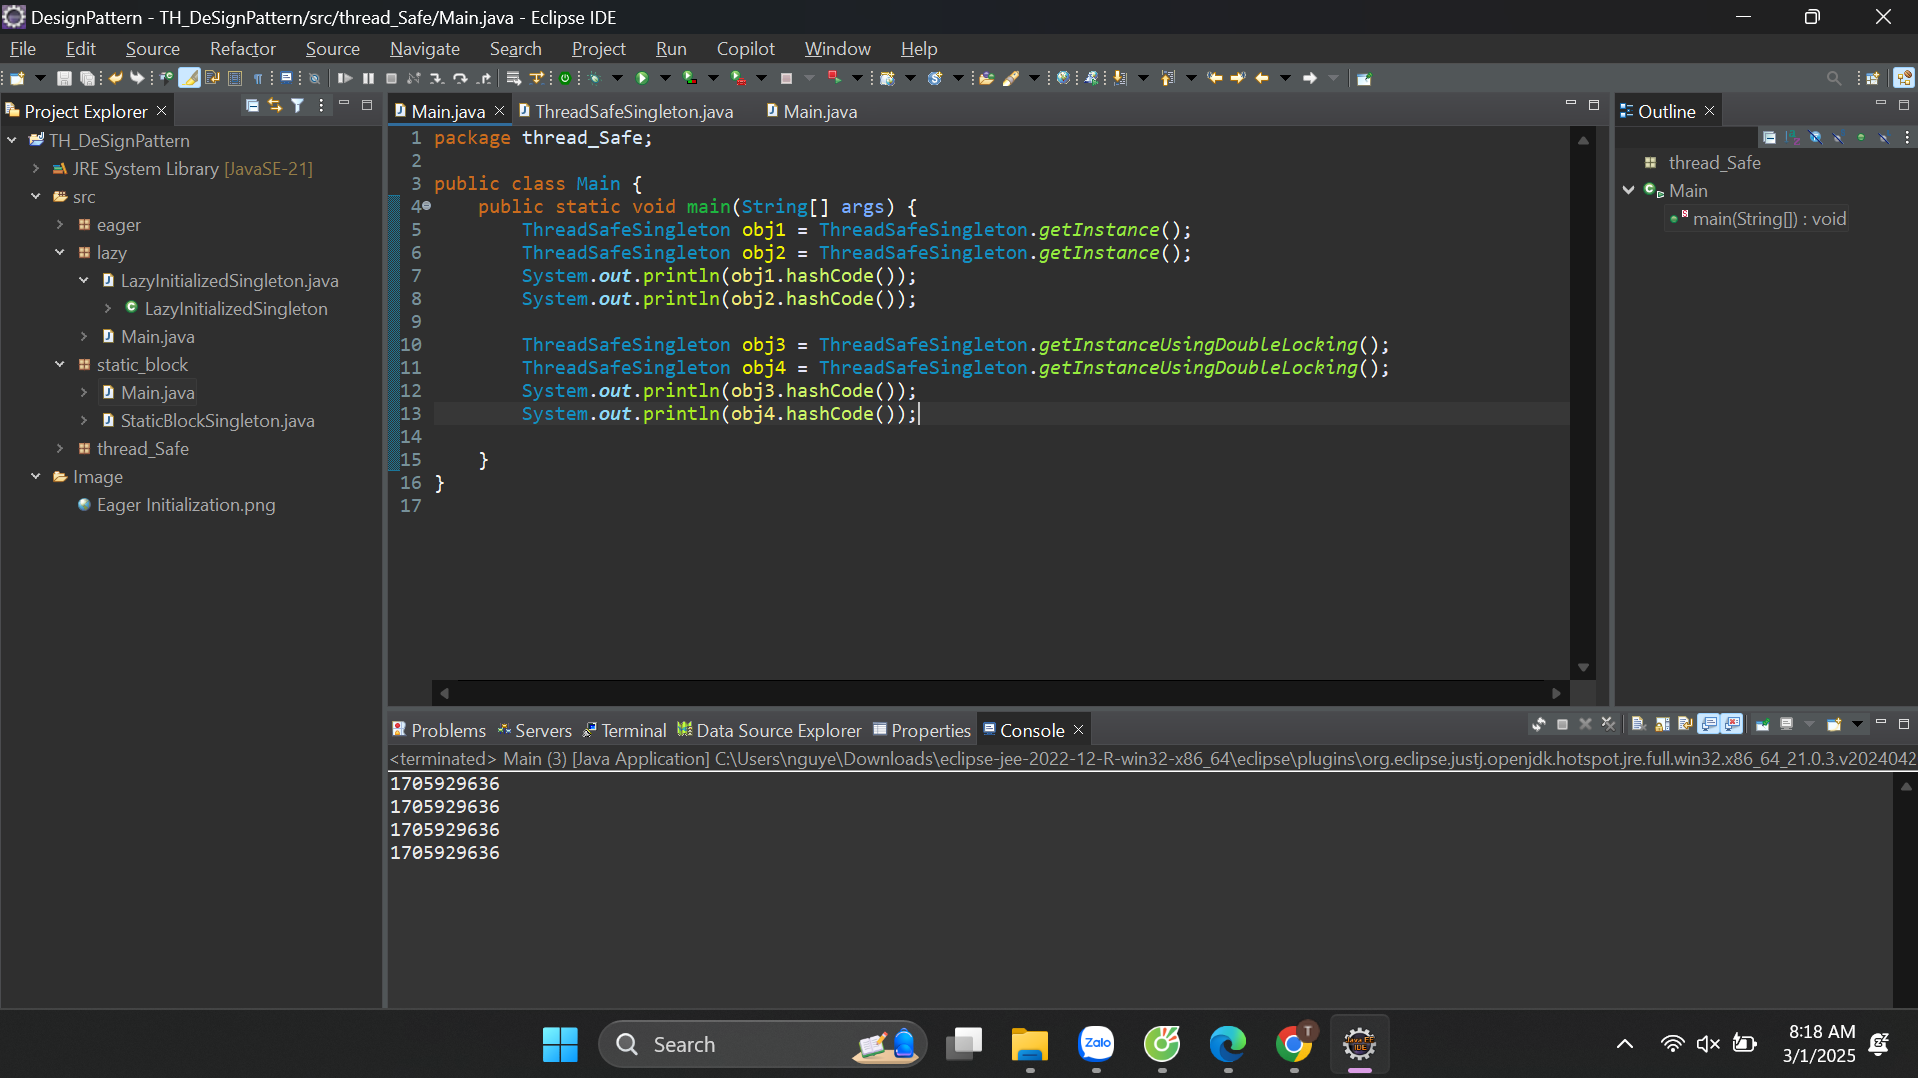 DesignPattern - TH_DeSignPattern/src/thread_Safe/Main.java - Eclipse IDE
File Edit Source Refactor Source Navigate Search Project Run Copilot Window Help
Project Explorer
TH_DeSignPattern
JRE System Library [JavaSE-21]
src
eager
lazy
LazyInitializedSingleton.java
LazyInitializedSingleton
Main.java
static_block
Main.java
StaticBlockSingleton.java
thread_Safe
Image
Eager Initialization.png
Main.java ThreadSafeSingleton.java Main.java
1 package thread_Safe;
2
3 public class Main {
4 public static void main(String[] args) {
5 ThreadSafeSingleton obj1 = ThreadSafeSingleton.getInstance();
6 ThreadSafeSingleton obj2 = ThreadSafeSingleton.getInstance();
7 System.out.println(obj1.hashCode());
8 System.out.println(obj2.hashCode());
9
10 ThreadSafeSingleton obj3 = ThreadSafeSingleton.getInstanceUsingDoubleLocking();
11 ThreadSafeSingleton obj4 = ThreadSafeSingleton.getInstanceUsingDoubleLocking();
12 System.out.println(obj3.hashCode());
13 System.out.println(obj4.hashCode());
14
15 }
16 }
17
Outline
thread_Safe
Main
main(String[]) : void
Problems Servers Terminal Data Source Explorer Properties Console
<terminated> Main (3) [Java Application] C:\Users\nguye\Downloads\eclipse-jee-2022-12-R-win32-x86_64\eclipse\plugins\org.eclipse.justj.openjdk.hotspot.jre.full.win32.x86_64_21.0.3.v2024042
1705929636
1705929636
1705929636
1705929636
Search
Zalo
T
Java EE
IDE
8:18 AM
3/1/2025